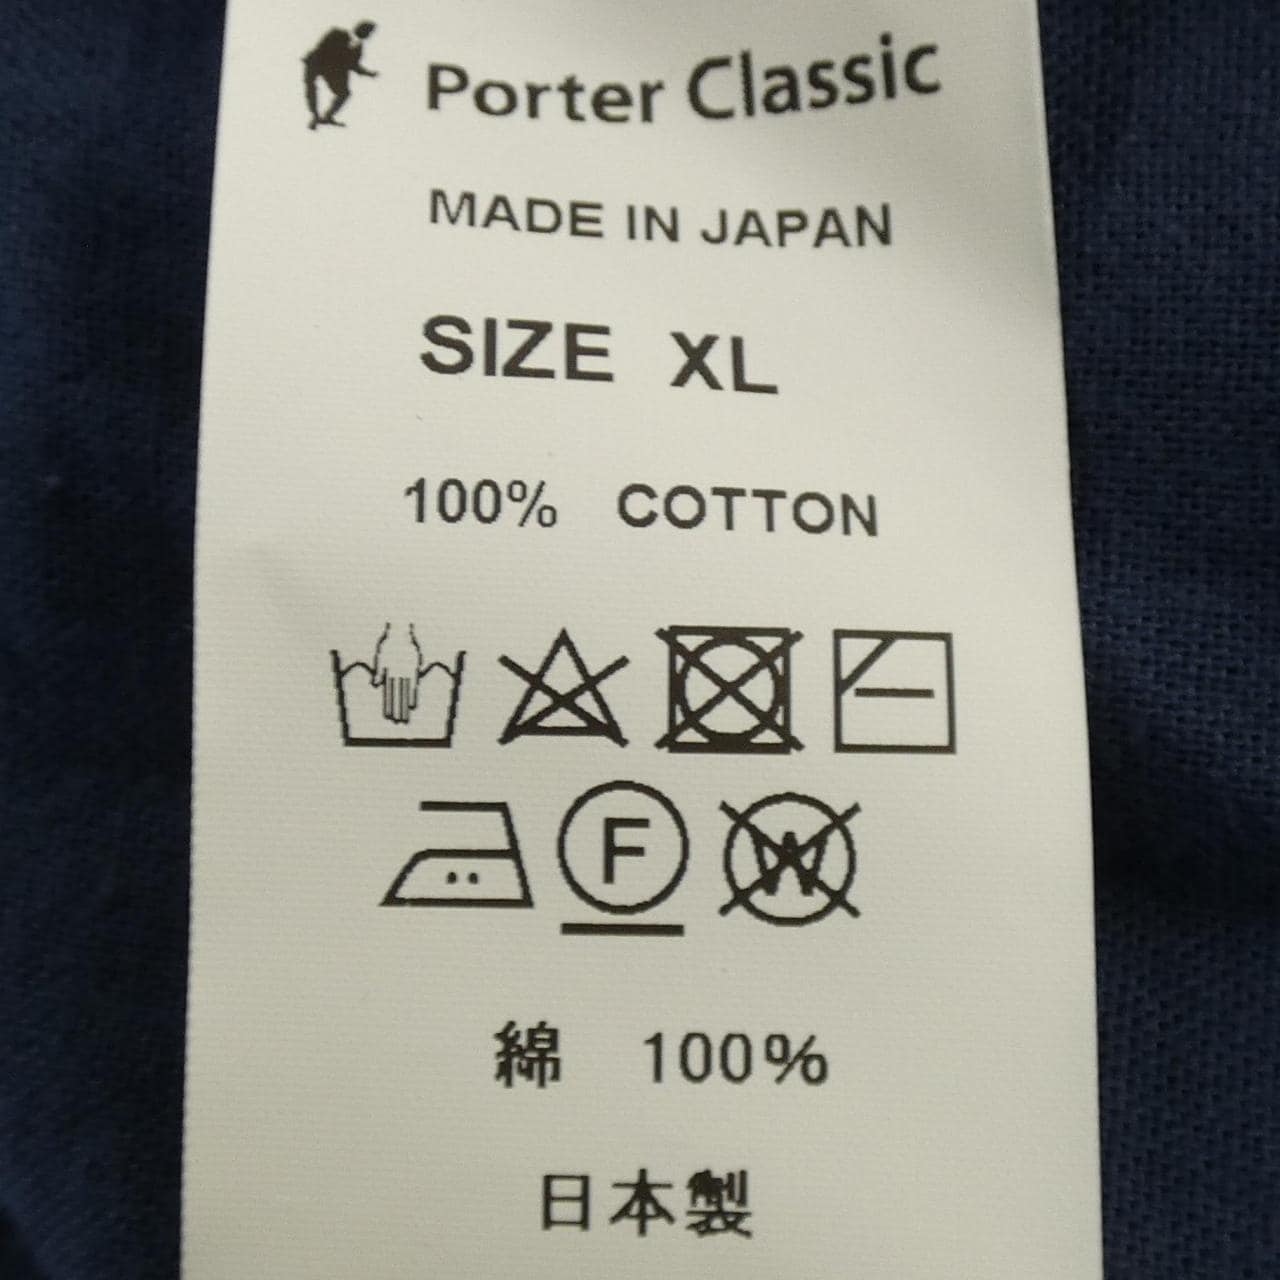 Porter Classic
MADE IN JAPAN
SIZE XL
100% COTTON
F W
綿 100%
日本製